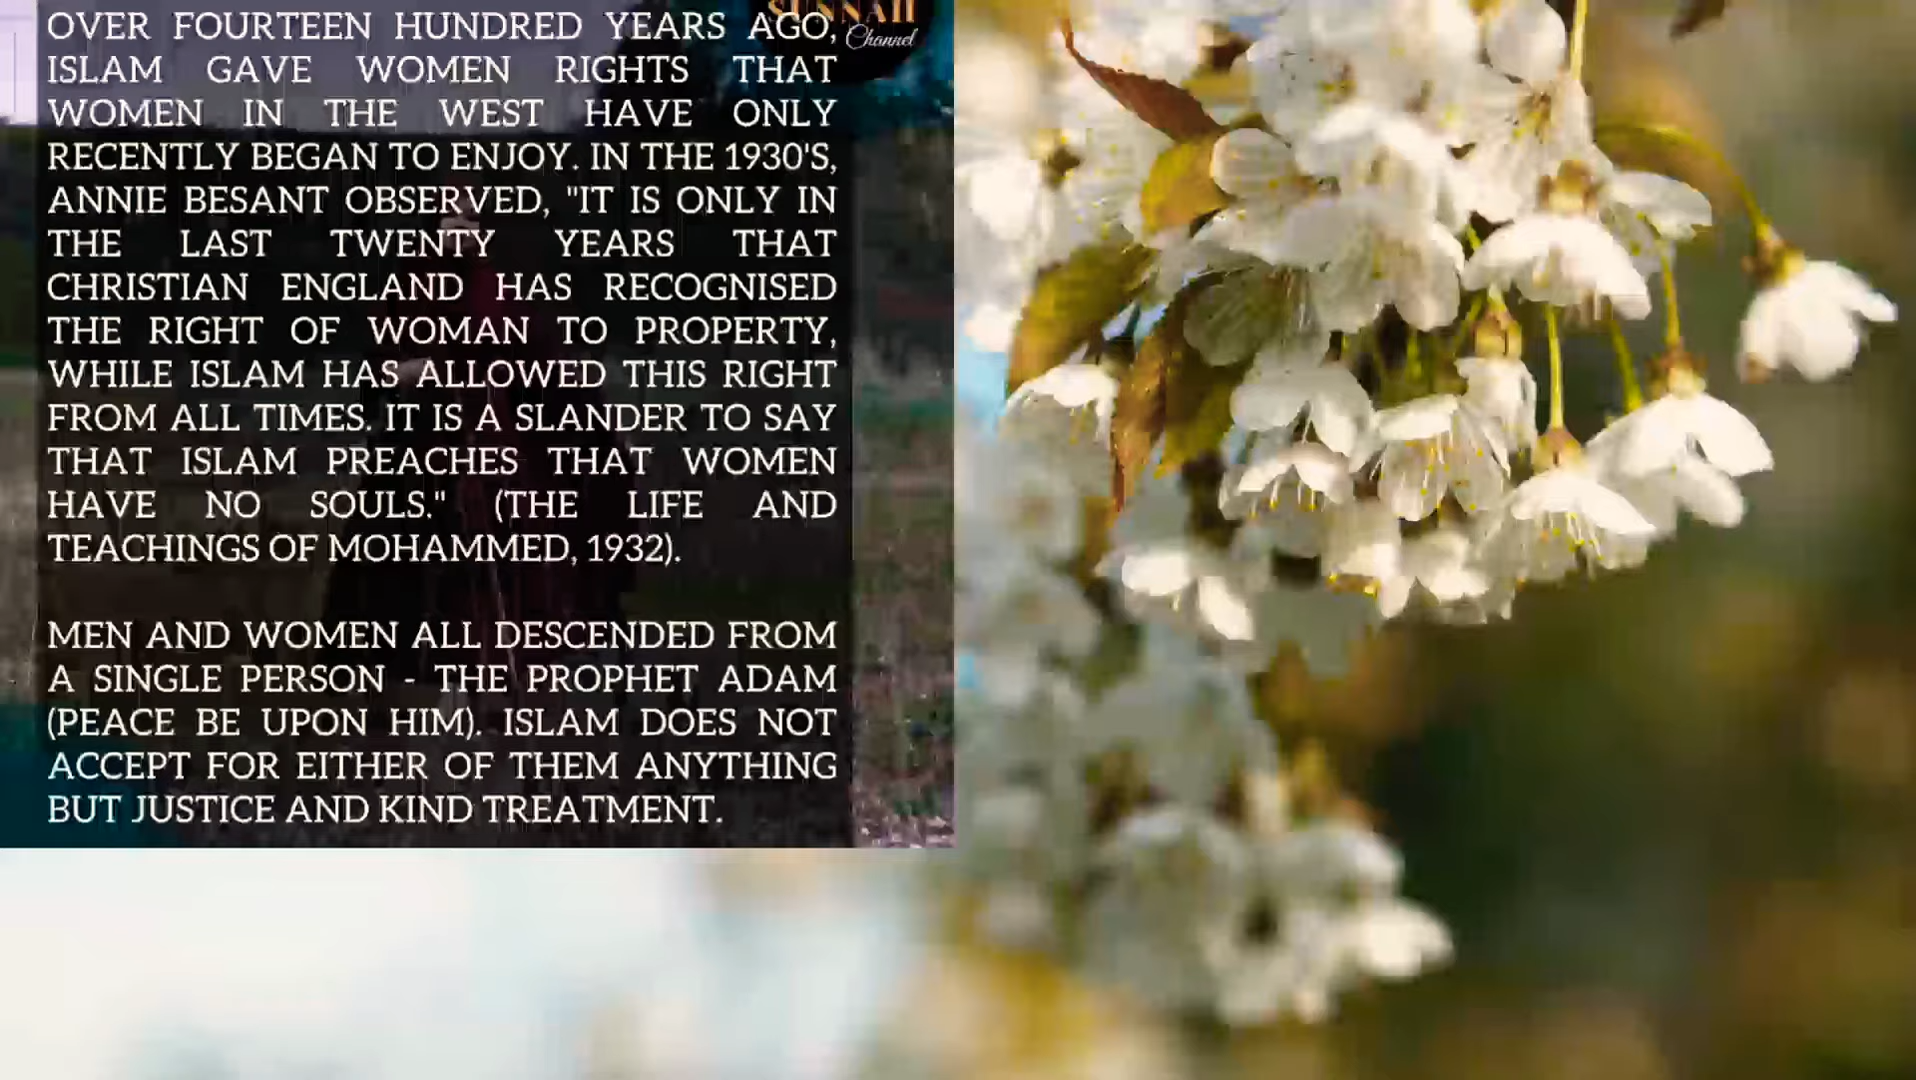 SUNNAH
Channel
OVER FOURTEEN HUNDRED YEARS AGO,
ISLAM GAVE WOMEN RIGHTS THAT
WOMEN IN THE WEST HAVE ONLY
RECENTLY BEGAN TO ENJOY. IN THE 1930'S,
ANNIE BESANT OBSERVED, "IT IS ONLY IN
THE LAST TWENTY YEARS THAT
CHRISTIAN ENGLAND HAS RECOGNISED
THE RIGHT OF WOMAN TO PROPERTY,
WHILE ISLAM HAS ALLOWED THIS RIGHT
FROM ALL TIMES. IT IS A SLANDER TO SAY
THAT ISLAM PREACHES THAT WOMEN
HAVE NO SOULS." (THE LIFE AND
TEACHINGS OF MOHAMMED, 1932).
MEN AND WOMEN ALL DESCENDED FROM
A SINGLE PERSON - THE PROPHET ADAM
(PEACE BE UPON HIM). ISLAM DOES NOT
ACCEPT FOR EITHER OF THEM ANYTHING
BUT JUSTICE AND KIND TREATMENT.